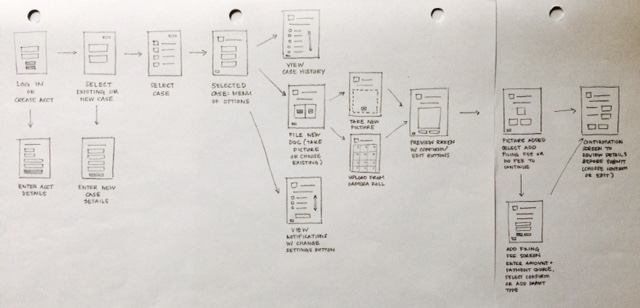 LOG IN
OR
CREATE ACCT
SELECT
EXISTING OR
NEW CASE
SELECT
CASE
SELECTED
CASE: MENU
OF OPTIONS
VIEW
CASE HISTORY
FILE NEW
DOC (TAKE
PICTURE
OR CHOOSE
EXISTING)
TAKE NEW
PICTURE
UPLOAD FROM
CAMERA ROLL
PREVIEW SCREEN
W/ CONFIRM/
EDIT BUTTONS
PICTURE ADDED
SELECT ADD
FILING FEE OR
NO FEE TO
CONTINUE
CONFIRMATION
SCREEN TO
REVIEW DETAILS
BEFORE SUBMIT
(CHOOSE CONFIRM
OR EDIT)
ENTER ACCT
DETAILS
ENTER NEW
CASE
DETAILS
VIEW
NOTIFICATIONS
W/ CHANGE
SETTINGS BUTTON
ADD FILING
FEE SCREEN
ENTER AMOUNT +
PAYMENT SOURCE,
SELECT CONFIRM
OR ADD
TYPE